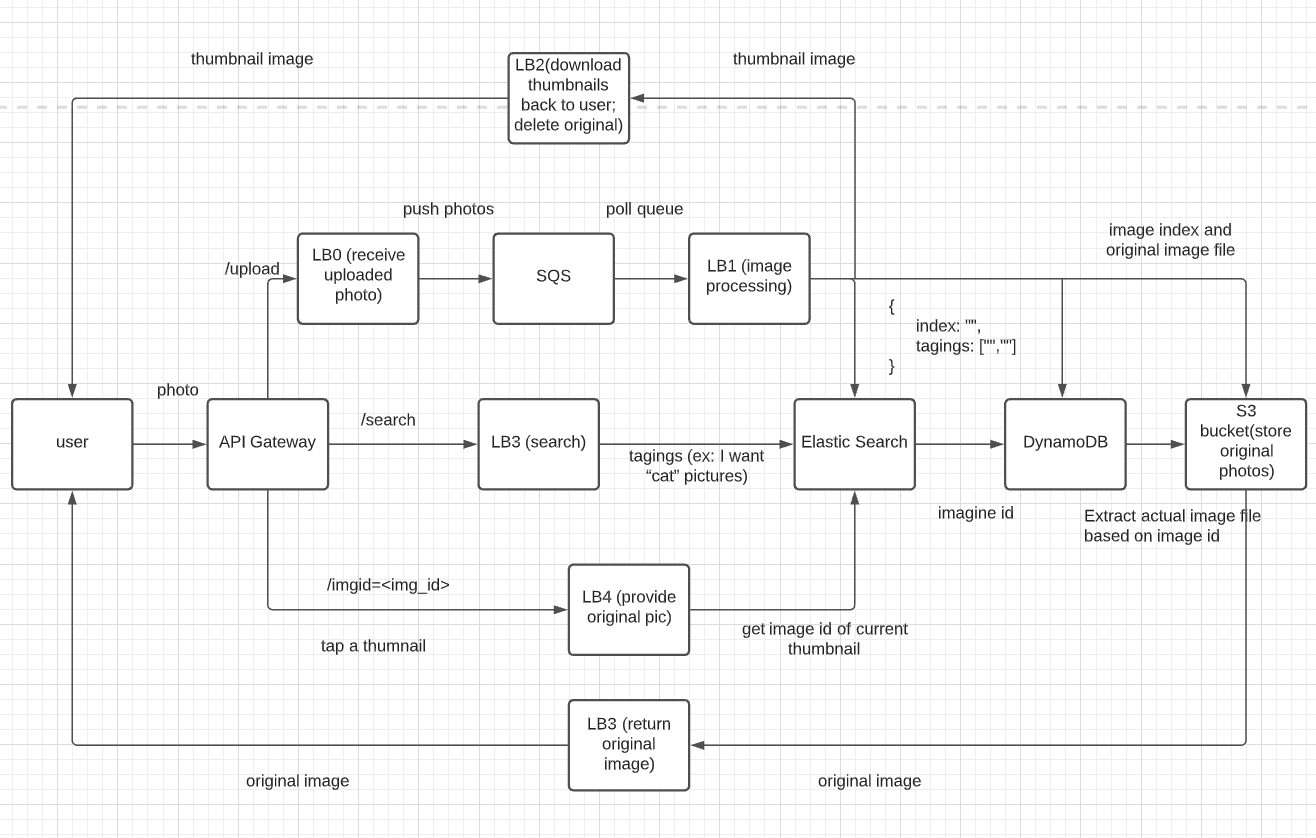 thumbnail image
LB2(download
thumbnails
back to user;
delete original)
thumbnail image
push photos
poll queue
/upload
LB0 (receive
uploaded
photo)
SQS
LB1 (image
processing)
image index and
original image file
{
index: "",
tagings: ["",""]
}
photo
user
API Gateway
/search
LB3 (search)
tagings (ex: I want
“cat” pictures)
Elastic Search
DynamoDB
S3
bucket(store
original
photos)
imagine id
Extract actual image file
based on image id
/imgid=<img_id>
tap a thumnail
LB4 (provide
original pic)
get image id of current
thumbnail
LB3 (return
original
image)
original image
original image